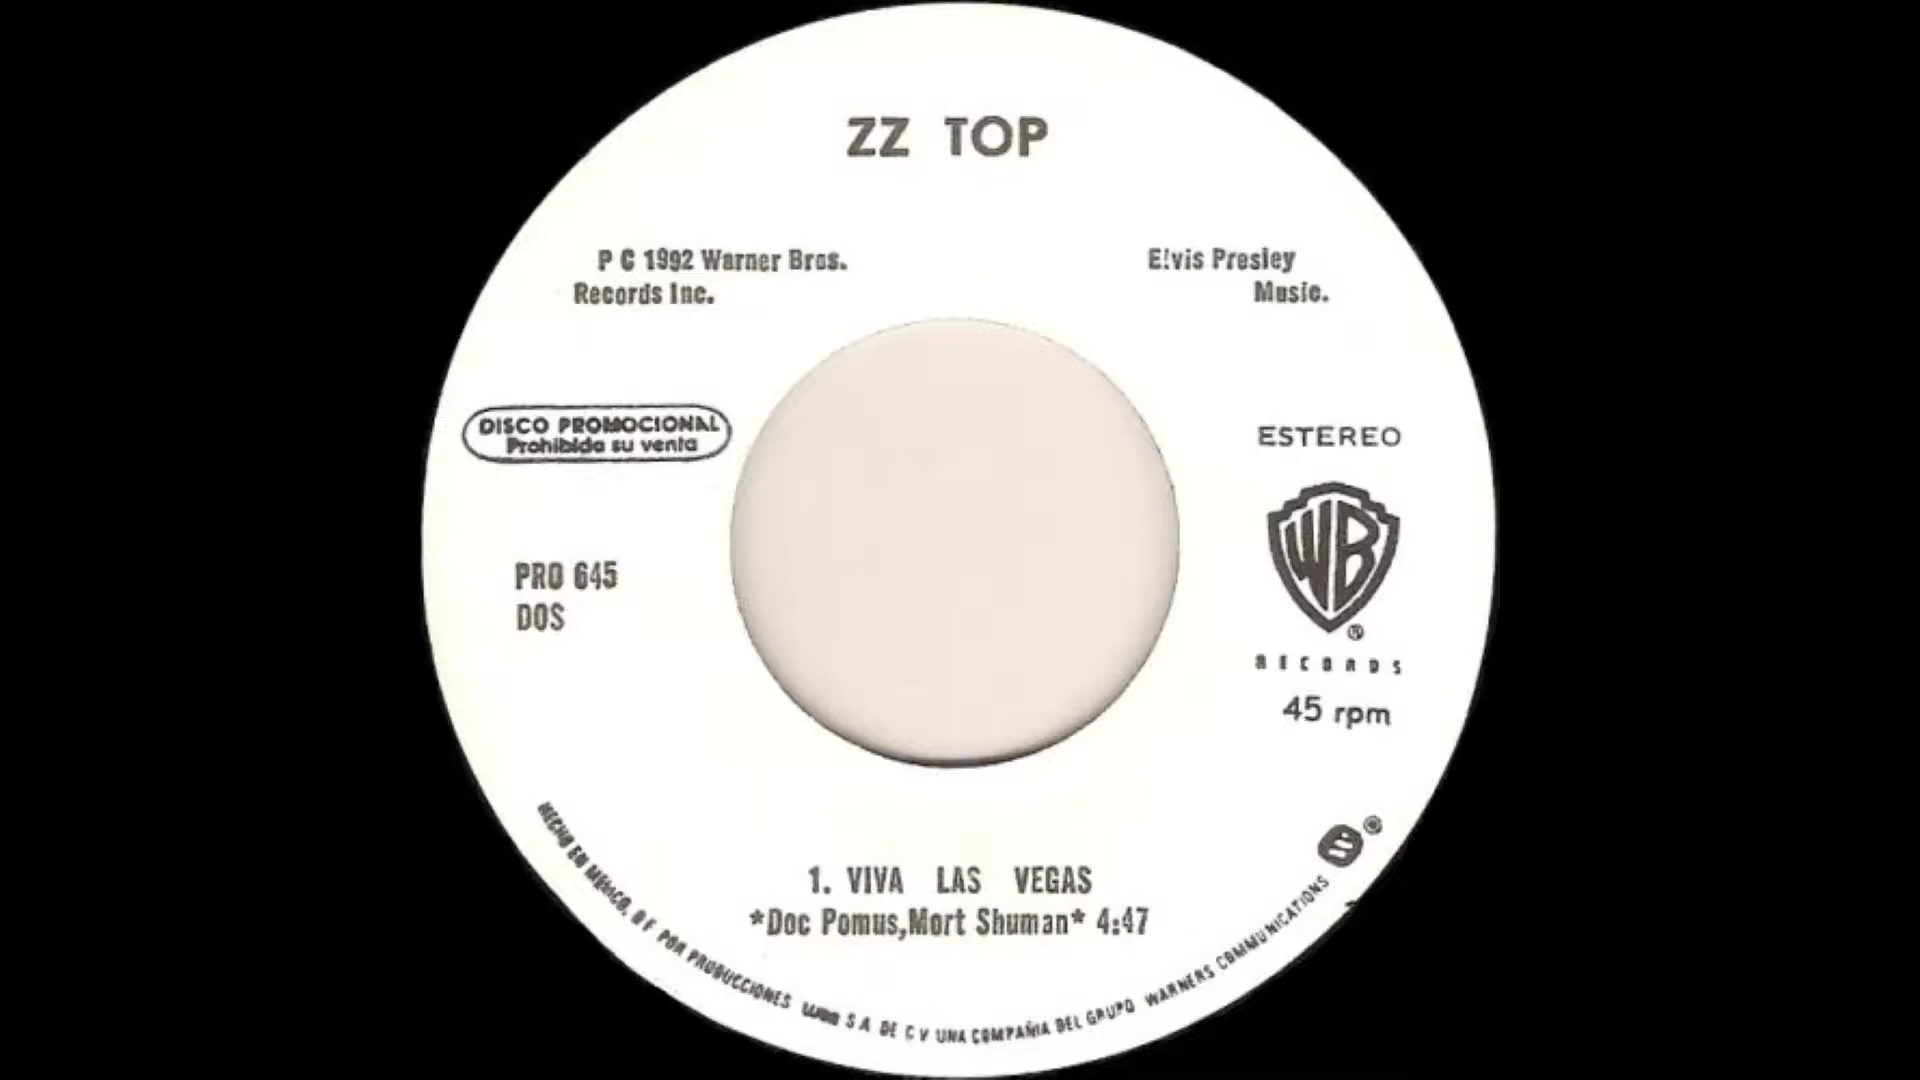 ZZ TOP
P C 1992 Warner Bros.
Records Inc.
Elvis Presley
Music.
DISCO PROMOCIONAL
Prohibida su venta
ESTEREO
WB
®
RECORDS
45 rpm
PRO 645
DOS
1. VIVA LAS VEGAS
*Doc Pomus,Mort Shuman* 4:47
HECHO EN MEXICO, D F POR PRODUCCIONES WEA S A DE C V UNA COMPAÑIA DEL GRUPO WARNERS COMMUNICATIONS
®